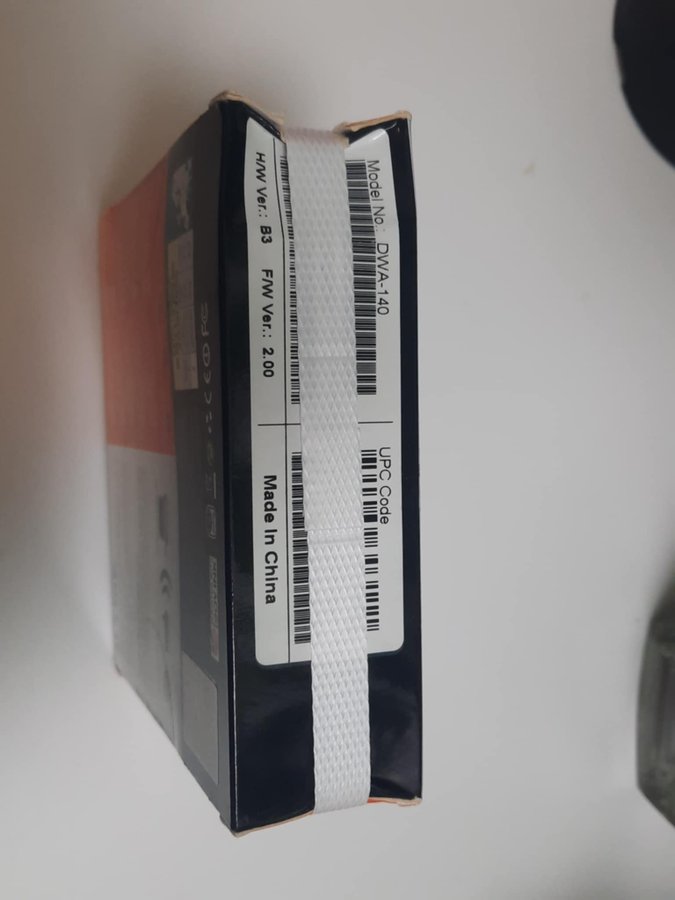 Model No.: DWA-140
UPC Code
H/W Ver.: B3 F/W Ver.: 2.00
Made In China